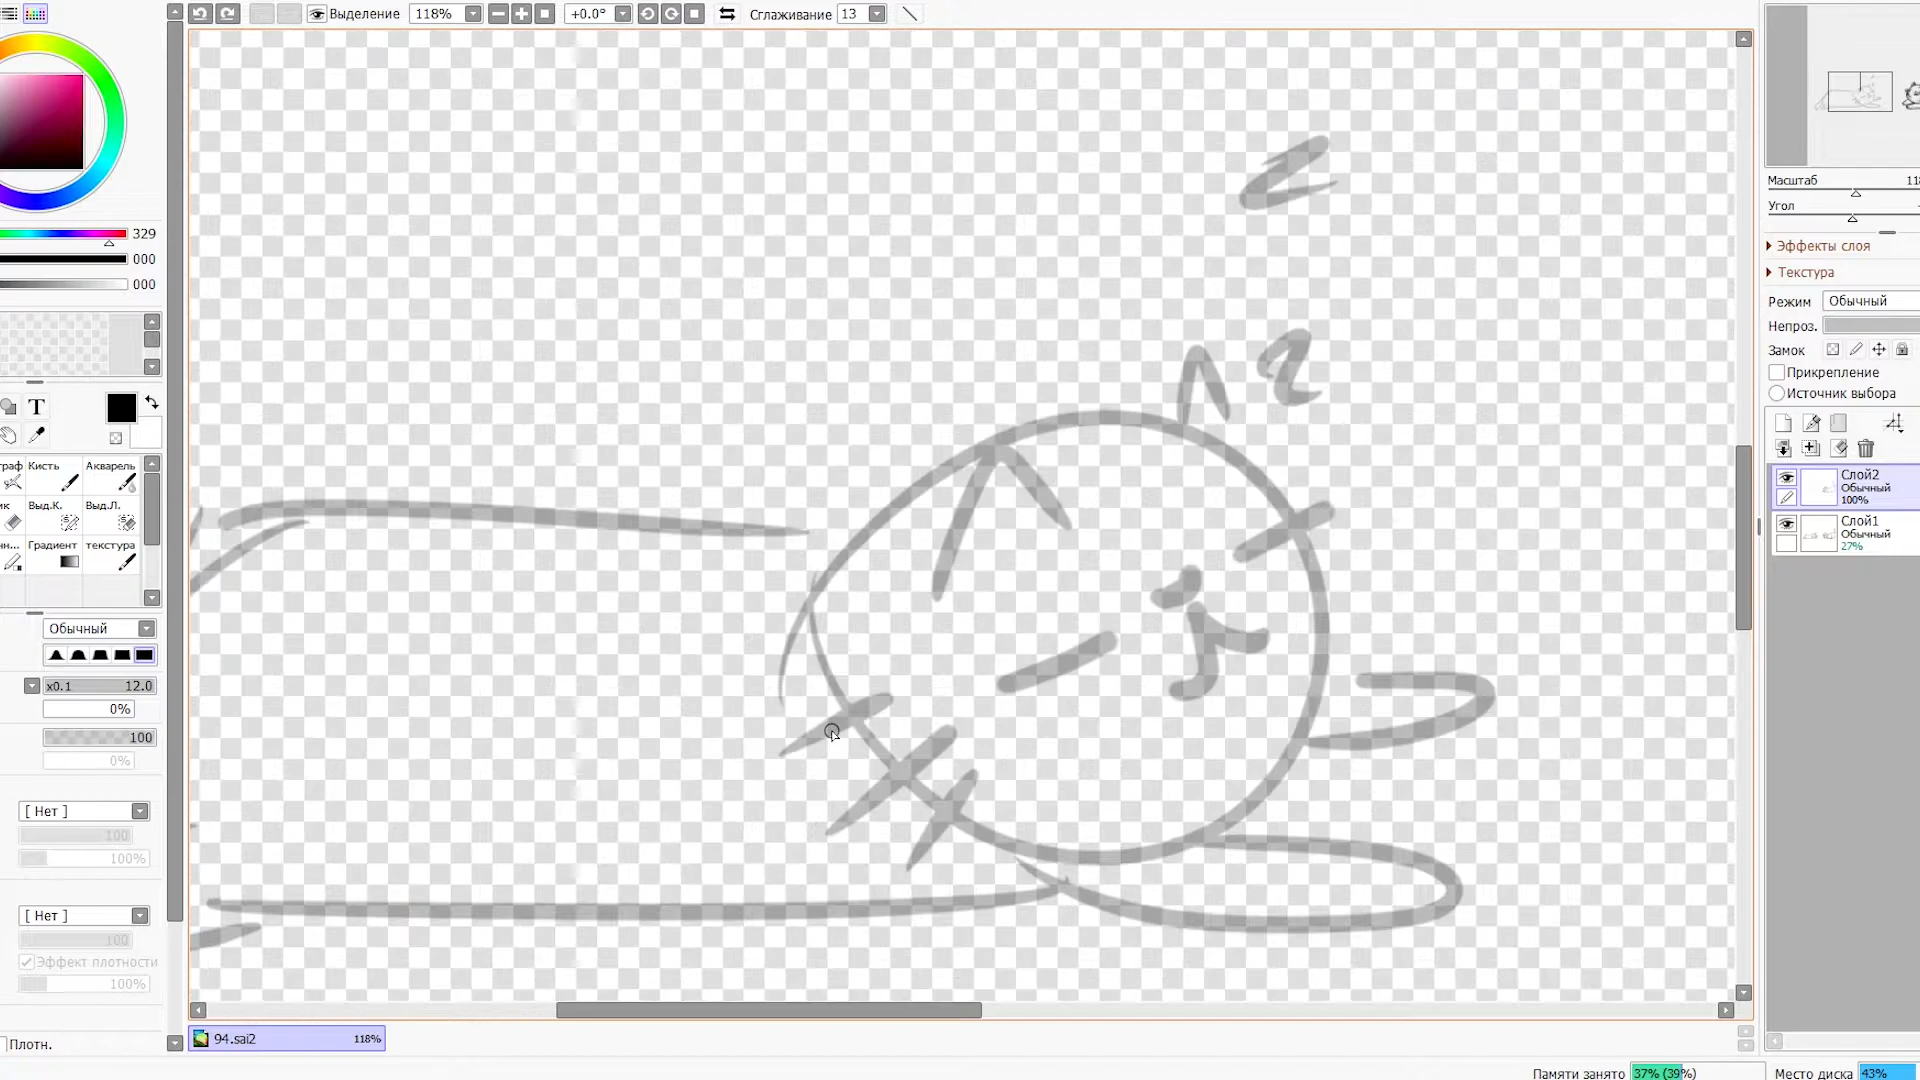 Выделение 118% +0.0° Сглаживание 13
329
000
000
T
Кисть Акварель
Выд.К. Выд.Л.
Градиент текстура
Обычный
x0.1 12.0
0%
100
0%
[ Нет ]
100
100%
[ Нет ]
100
Эффект плотности
100%
Плотн.
94.sai2 118%
Масштаб
Угол
Эффекты слоя
Текстура
Режим Обычный
Непроз.
Замок
Прикрепление
Источник выбора
Слой2
Обычный
100%
Слой1
Обычный
27%
Памяти занято 37% (39%) Место диска 43%